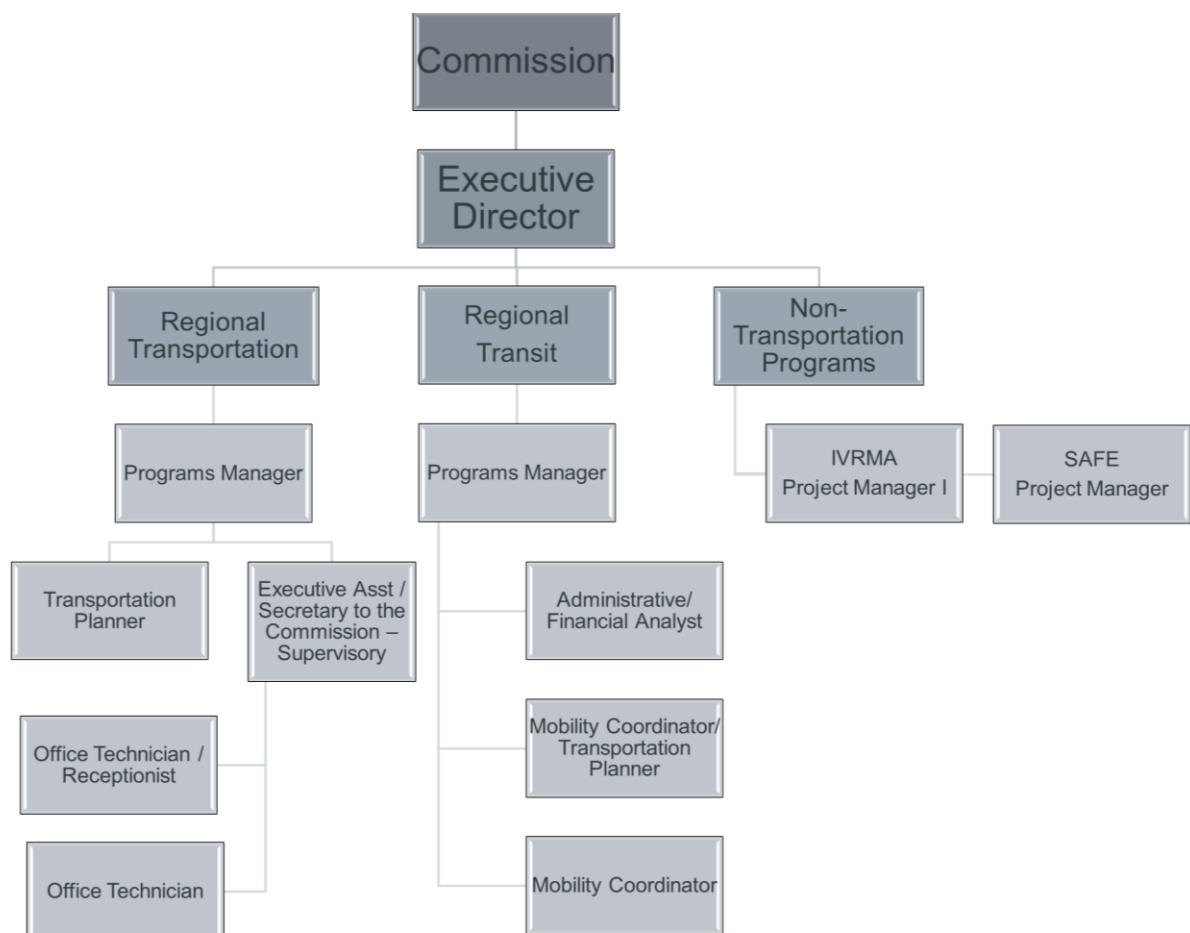 Commission
Executive
Director
Regional
Transportation
Regional
Transit
Non-
Transportation
Programs
Programs Manager
Programs Manager
IVRMA
Project Manager I
SAFE
Project Manager
Transportation
Planner
Executive Asst /
Secretary to the
Commission –
Supervisory
Administrative/
Financial Analyst
Office Technician /
Receptionist
Mobility Coordinator/
Transportation
Planner
Office Technician
Mobility Coordinator